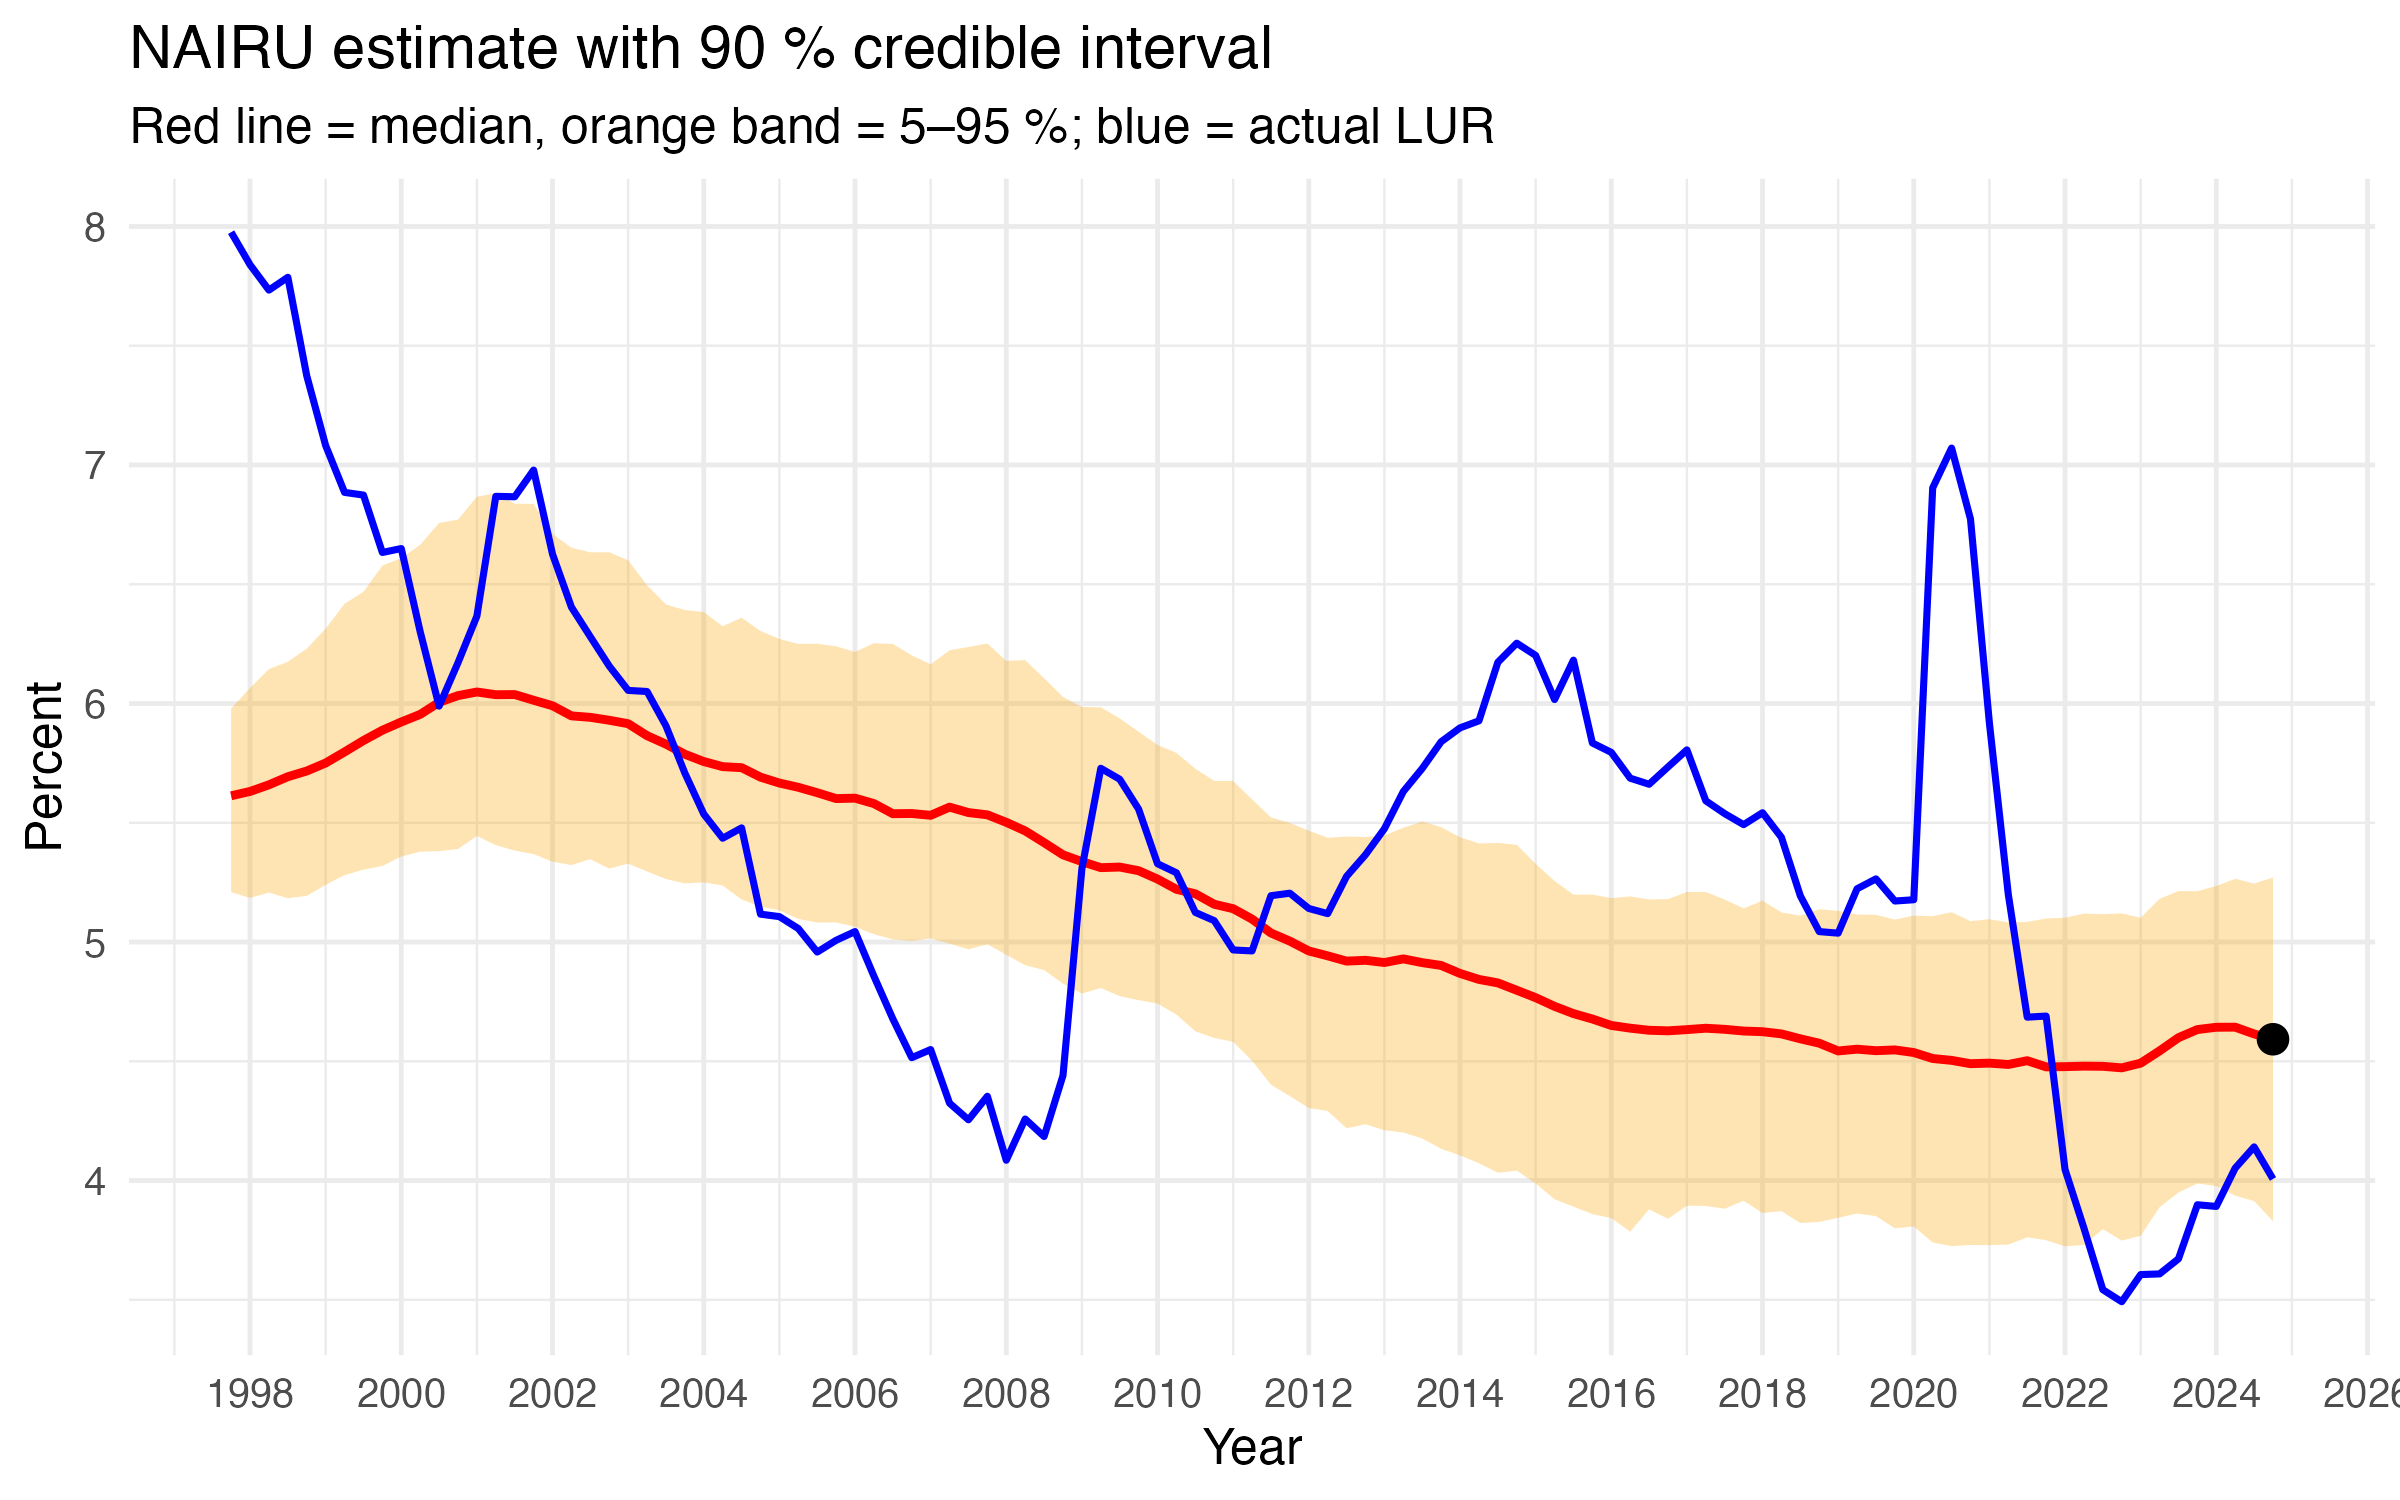 NAIRU estimate with 90 % credible interval
Red line = median, orange band = 5–95 %; blue = actual LUR
8
7
6
5
4
Percent
1998 2000 2002 2004 2006 2008 2010 2012 2014 2016 2018 2020 2022 2024 2026
Year